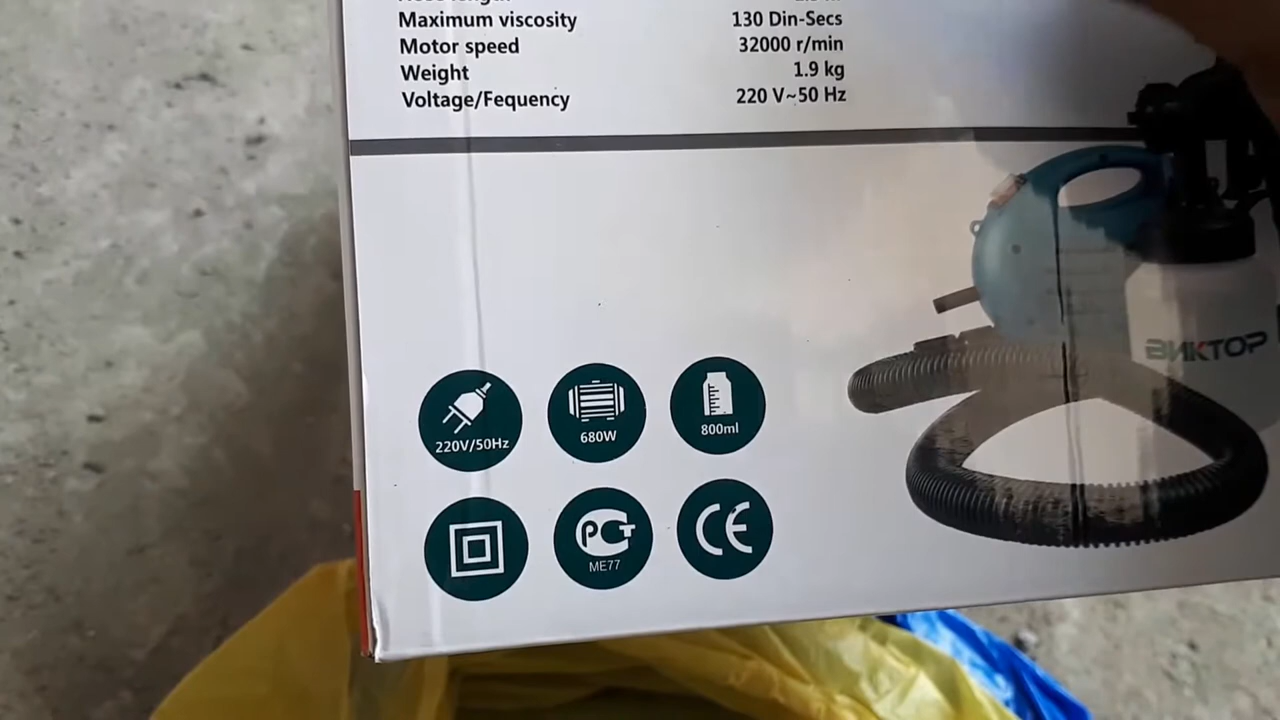 Maximum viscosity 130 Din-Secs
Motor speed 32000 r/min
Weight 1.9 kg
Voltage/Fequency 220 V~50 Hz
ВИКТОР
220V/50Hz
680W
800ml
РСТ
ME77
CE